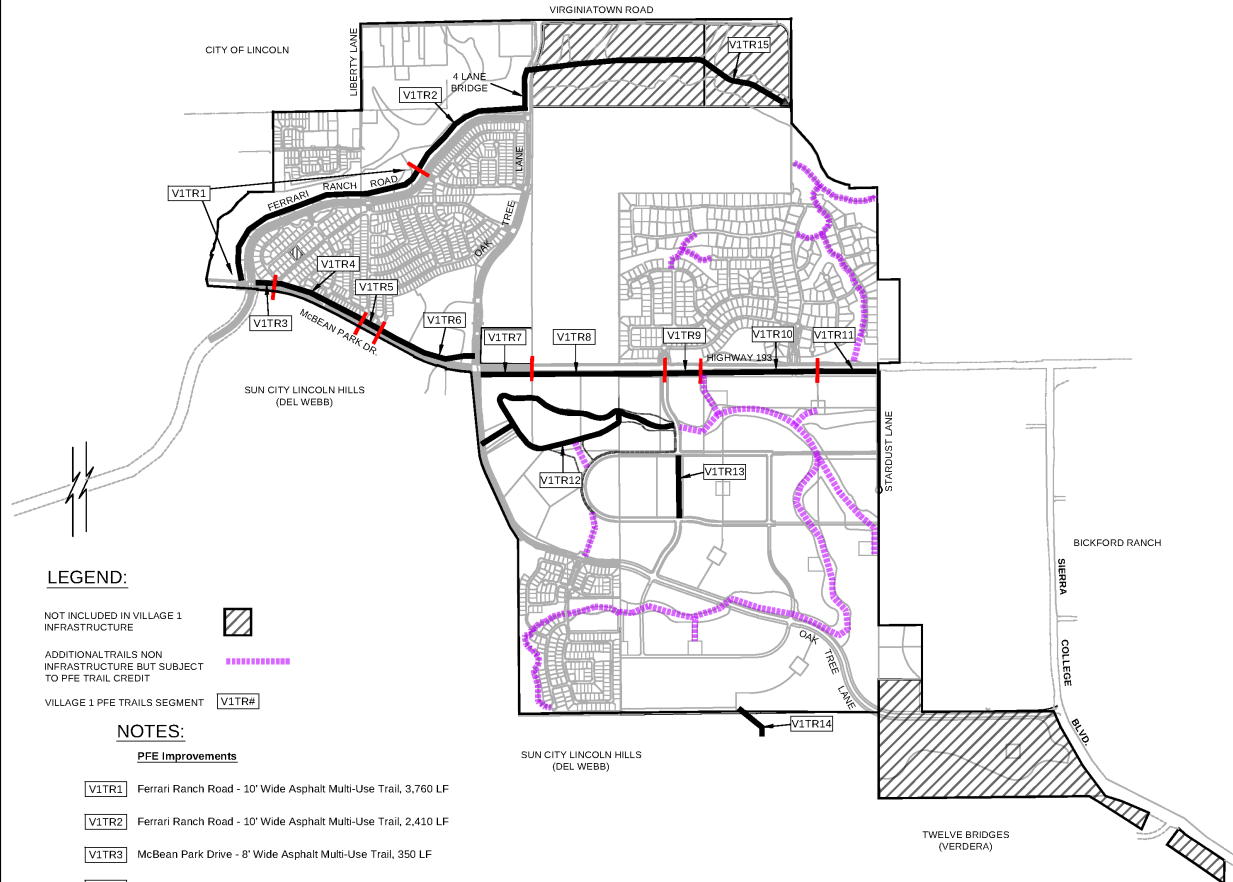 VIRGINIATOWN ROAD
CITY OF LINCOLN
LIBERTY LANE
V1TR15
4 LANE
BRIDGE
V1TR2
LANE
V1TR1
FERRARI RANCH ROAD
TREE
OAK
V1TR4
V1TR5
V1TR3
McBEAN PARK DR.
V1TR6
V1TR7
V1TR8
V1TR9
V1TR10
V1TR11
HIGHWAY 193
SUN CITY LINCOLN HILLS
(DEL WEBB)
STARDUST LANE
V1TR12
V1TR13
BICKFORD RANCH
SIERRA
COLLEGE
BLVD.
OAK
TREE
LANE
V1TR14
SUN CITY LINCOLN HILLS
(DEL WEBB)
TWELVE BRIDGES
(VERDERA)
LEGEND:
NOT INCLUDED IN VILLAGE 1
INFRASTRUCTURE
ADDITIONALTRAILS NON
INFRASTRUCTURE BUT SUBJECT
TO PFE TRAIL CREDIT
VILLAGE 1 PFE TRAILS SEGMENT V1TR#
NOTES:
PFE Improvements
V1TR1 Ferrari Ranch Road - 10' Wide Asphalt Multi-Use Trail, 3,760 LF
V1TR2 Ferrari Ranch Road - 10' Wide Asphalt Multi-Use Trail, 2,410 LF
V1TR3 McBean Park Drive - 8' Wide Asphalt Multi-Use Trail, 350 LF